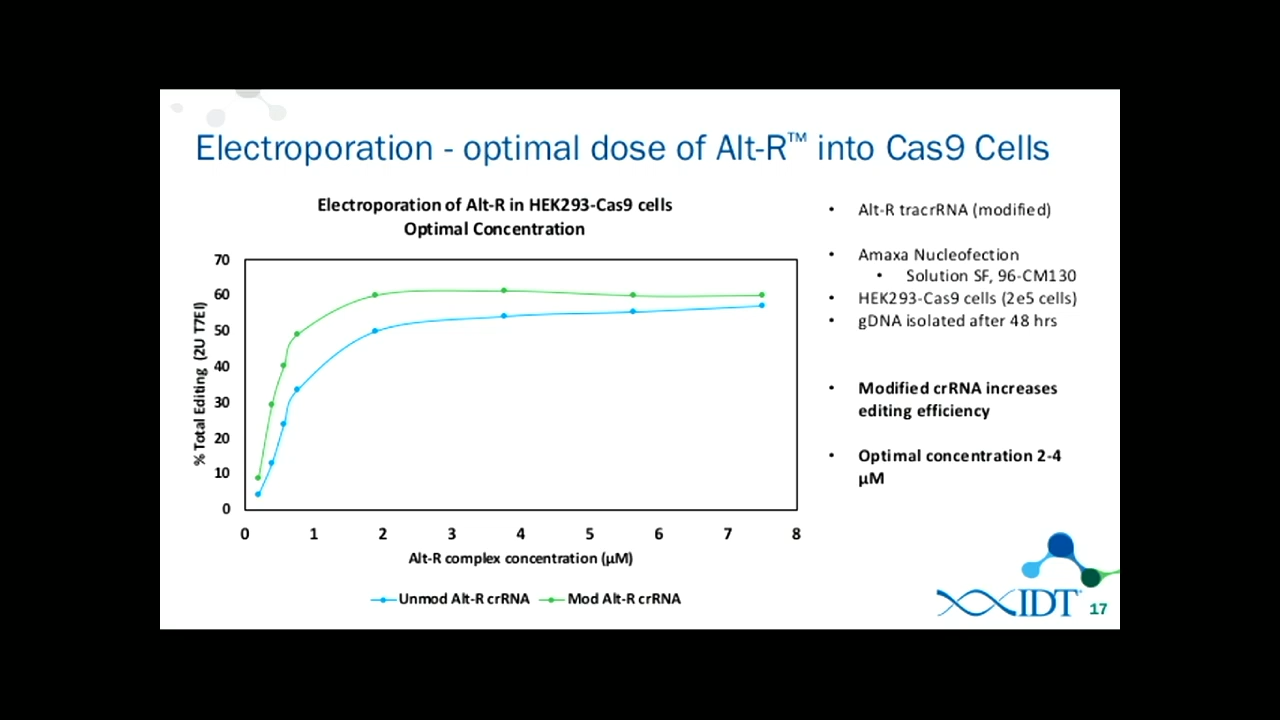 Electroporation - optimal dose of Alt-R™ into Cas9 Cells
Electroporation of Alt-R in HEK293-Cas9 cells
Optimal Concentration
70
60
50
40
30
20
10
0
% Total Editing (2U T7EI)
0 1 2 3 4 5 6 7 8
Alt-R complex concentration (µM)
Unmod Alt-R crRNA Mod Alt-R crRNA
• Alt-R tracrRNA (modified)
• Amaxa Nucleofection
• Solution SF, 96-CM130
• HEK293-Cas9 cells (2e5 cells)
• gDNA isolated after 48 hrs
• Modified crRNA increases
editing efficiency
• Optimal concentration 2-4
µM
IDT
17